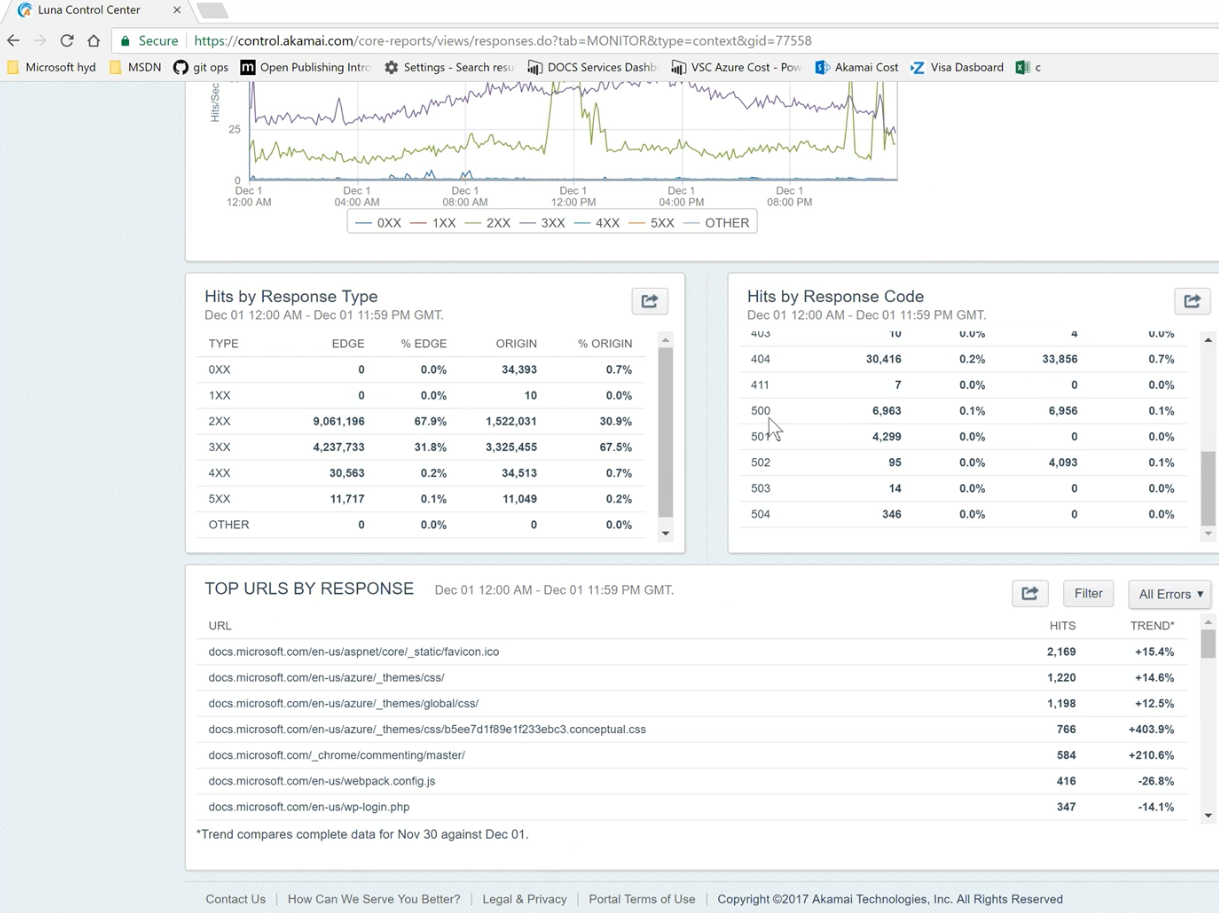 Luna Control Center
Secure https://control.akamai.com/core-reports/views/responses.do?tab=MONITOR&type=context&gid=77558
Microsoft hyd MSDN git ops Open Publishing Intro Settings - Search resu DOCS Services Dashb VSC Azure Cost - Pow Akamai Cost Visa Dasboard c
Hits/Sec
25
0
Dec 1 Dec 1 Dec 1 Dec 1 Dec 1 Dec 1
12:00 AM 04:00 AM 08:00 AM 12:00 PM 04:00 PM 08:00 PM
0XX 1XX 2XX 3XX 4XX 5XX OTHER
Hits by Response Type
Dec 01 12:00 AM - Dec 01 11:59 PM GMT.
TYPE EDGE % EDGE ORIGIN % ORIGIN
0XX 0 0.0% 34,393 0.7%
1XX 0 0.0% 10 0.0%
2XX 9,061,196 67.9% 1,522,031 30.9%
3XX 4,237,733 31.8% 3,325,455 67.5%
4XX 30,563 0.2% 34,513 0.7%
5XX 11,717 0.1% 11,049 0.2%
OTHER 0 0.0% 0 0.0%
Hits by Response Code
Dec 01 12:00 AM - Dec 01 11:59 PM GMT.
403 10 0.0% 4 0.0%
404 30,416 0.2% 33,856 0.7%
411 7 0.0% 0 0.0%
500 6,963 0.1% 6,956 0.1%
501 4,299 0.0% 0 0.0%
502 95 0.0% 4,093 0.1%
503 14 0.0% 0 0.0%
504 346 0.0% 0 0.0%
TOP URLS BY RESPONSE Dec 01 12:00 AM - Dec 01 11:59 PM GMT.
Filter All Errors
URL HITS TREND*
docs.microsoft.com/en-us/aspnet/core/_static/favicon.ico 2,169 +15.4%
docs.microsoft.com/en-us/azure/_themes/css/ 1,220 +14.6%
docs.microsoft.com/en-us/azure/_themes/global/css/ 1,198 +12.5%
docs.microsoft.com/en-us/azure/_themes/css/b5ee7d1f89e1f233ebc3.conceptual.css 766 +403.9%
docs.microsoft.com/_chrome/commenting/master/ 584 +210.6%
docs.microsoft.com/en-us/webpack.config.js 416 -26.8%
docs.microsoft.com/en-us/wp-login.php 347 -14.1%
*Trend compares complete data for Nov 30 against Dec 01.
Contact Us How Can We Serve You Better? Legal & Privacy Portal Terms of Use Copyright ©2017 Akamai Technologies, Inc. All Rights Reserved